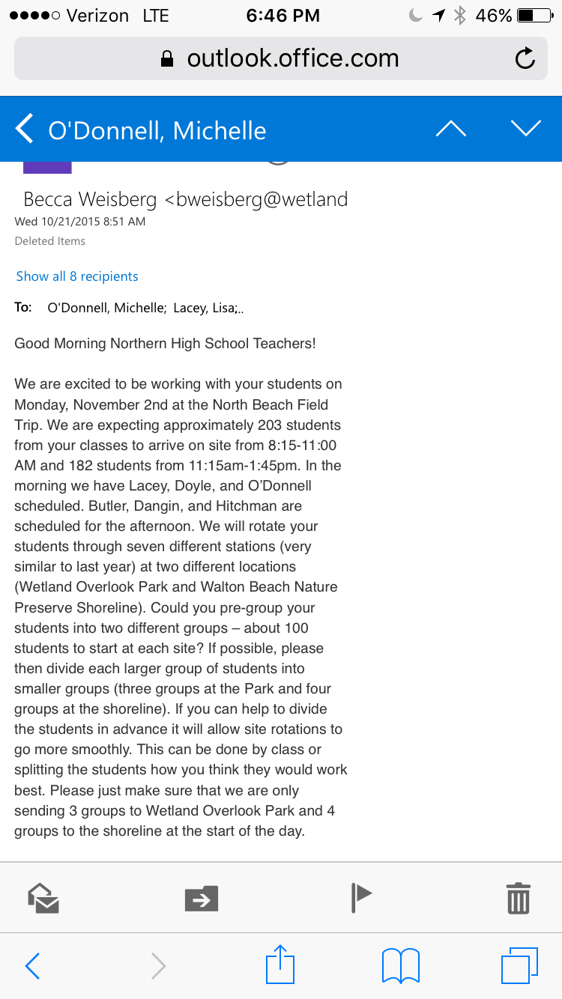 Verizon LTE 6:46 PM 46%
outlook.office.com
O'Donnell, Michelle
Becca Weisberg <bweisberg@wetland
Wed 10/21/2015 8:51 AM
Deleted Items
Show all 8 recipients
To: O'Donnell, Michelle; Lacey, Lisa;..
Good Morning Northern High School Teachers!
We are excited to be working with your students on
Monday, November 2nd at the North Beach Field
Trip. We are expecting approximately 203 students
from your classes to arrive on site from 8:15-11:00
AM and 182 students from 11:15am-1:45pm. In the
morning we have Lacey, Doyle, and O’Donnell
scheduled. Butler, Dangin, and Hitchman are
scheduled for the afternoon. We will rotate your
students through seven different stations (very
similar to last year) at two different locations
(Wetland Overlook Park and Walton Beach Nature
Preserve Shoreline). Could you pre-group your
students into two different groups – about 100
students to start at each site? If possible, please
then divide each larger group of students into
smaller groups (three groups at the Park and four
groups at the shoreline). If you can help to divide
the students in advance it will allow site rotations to
go more smoothly. This can be done by class or
splitting the students how you think they would work
best. Please just make sure that we are only
sending 3 groups to Wetland Overlook Park and 4
groups to the shoreline at the start of the day.